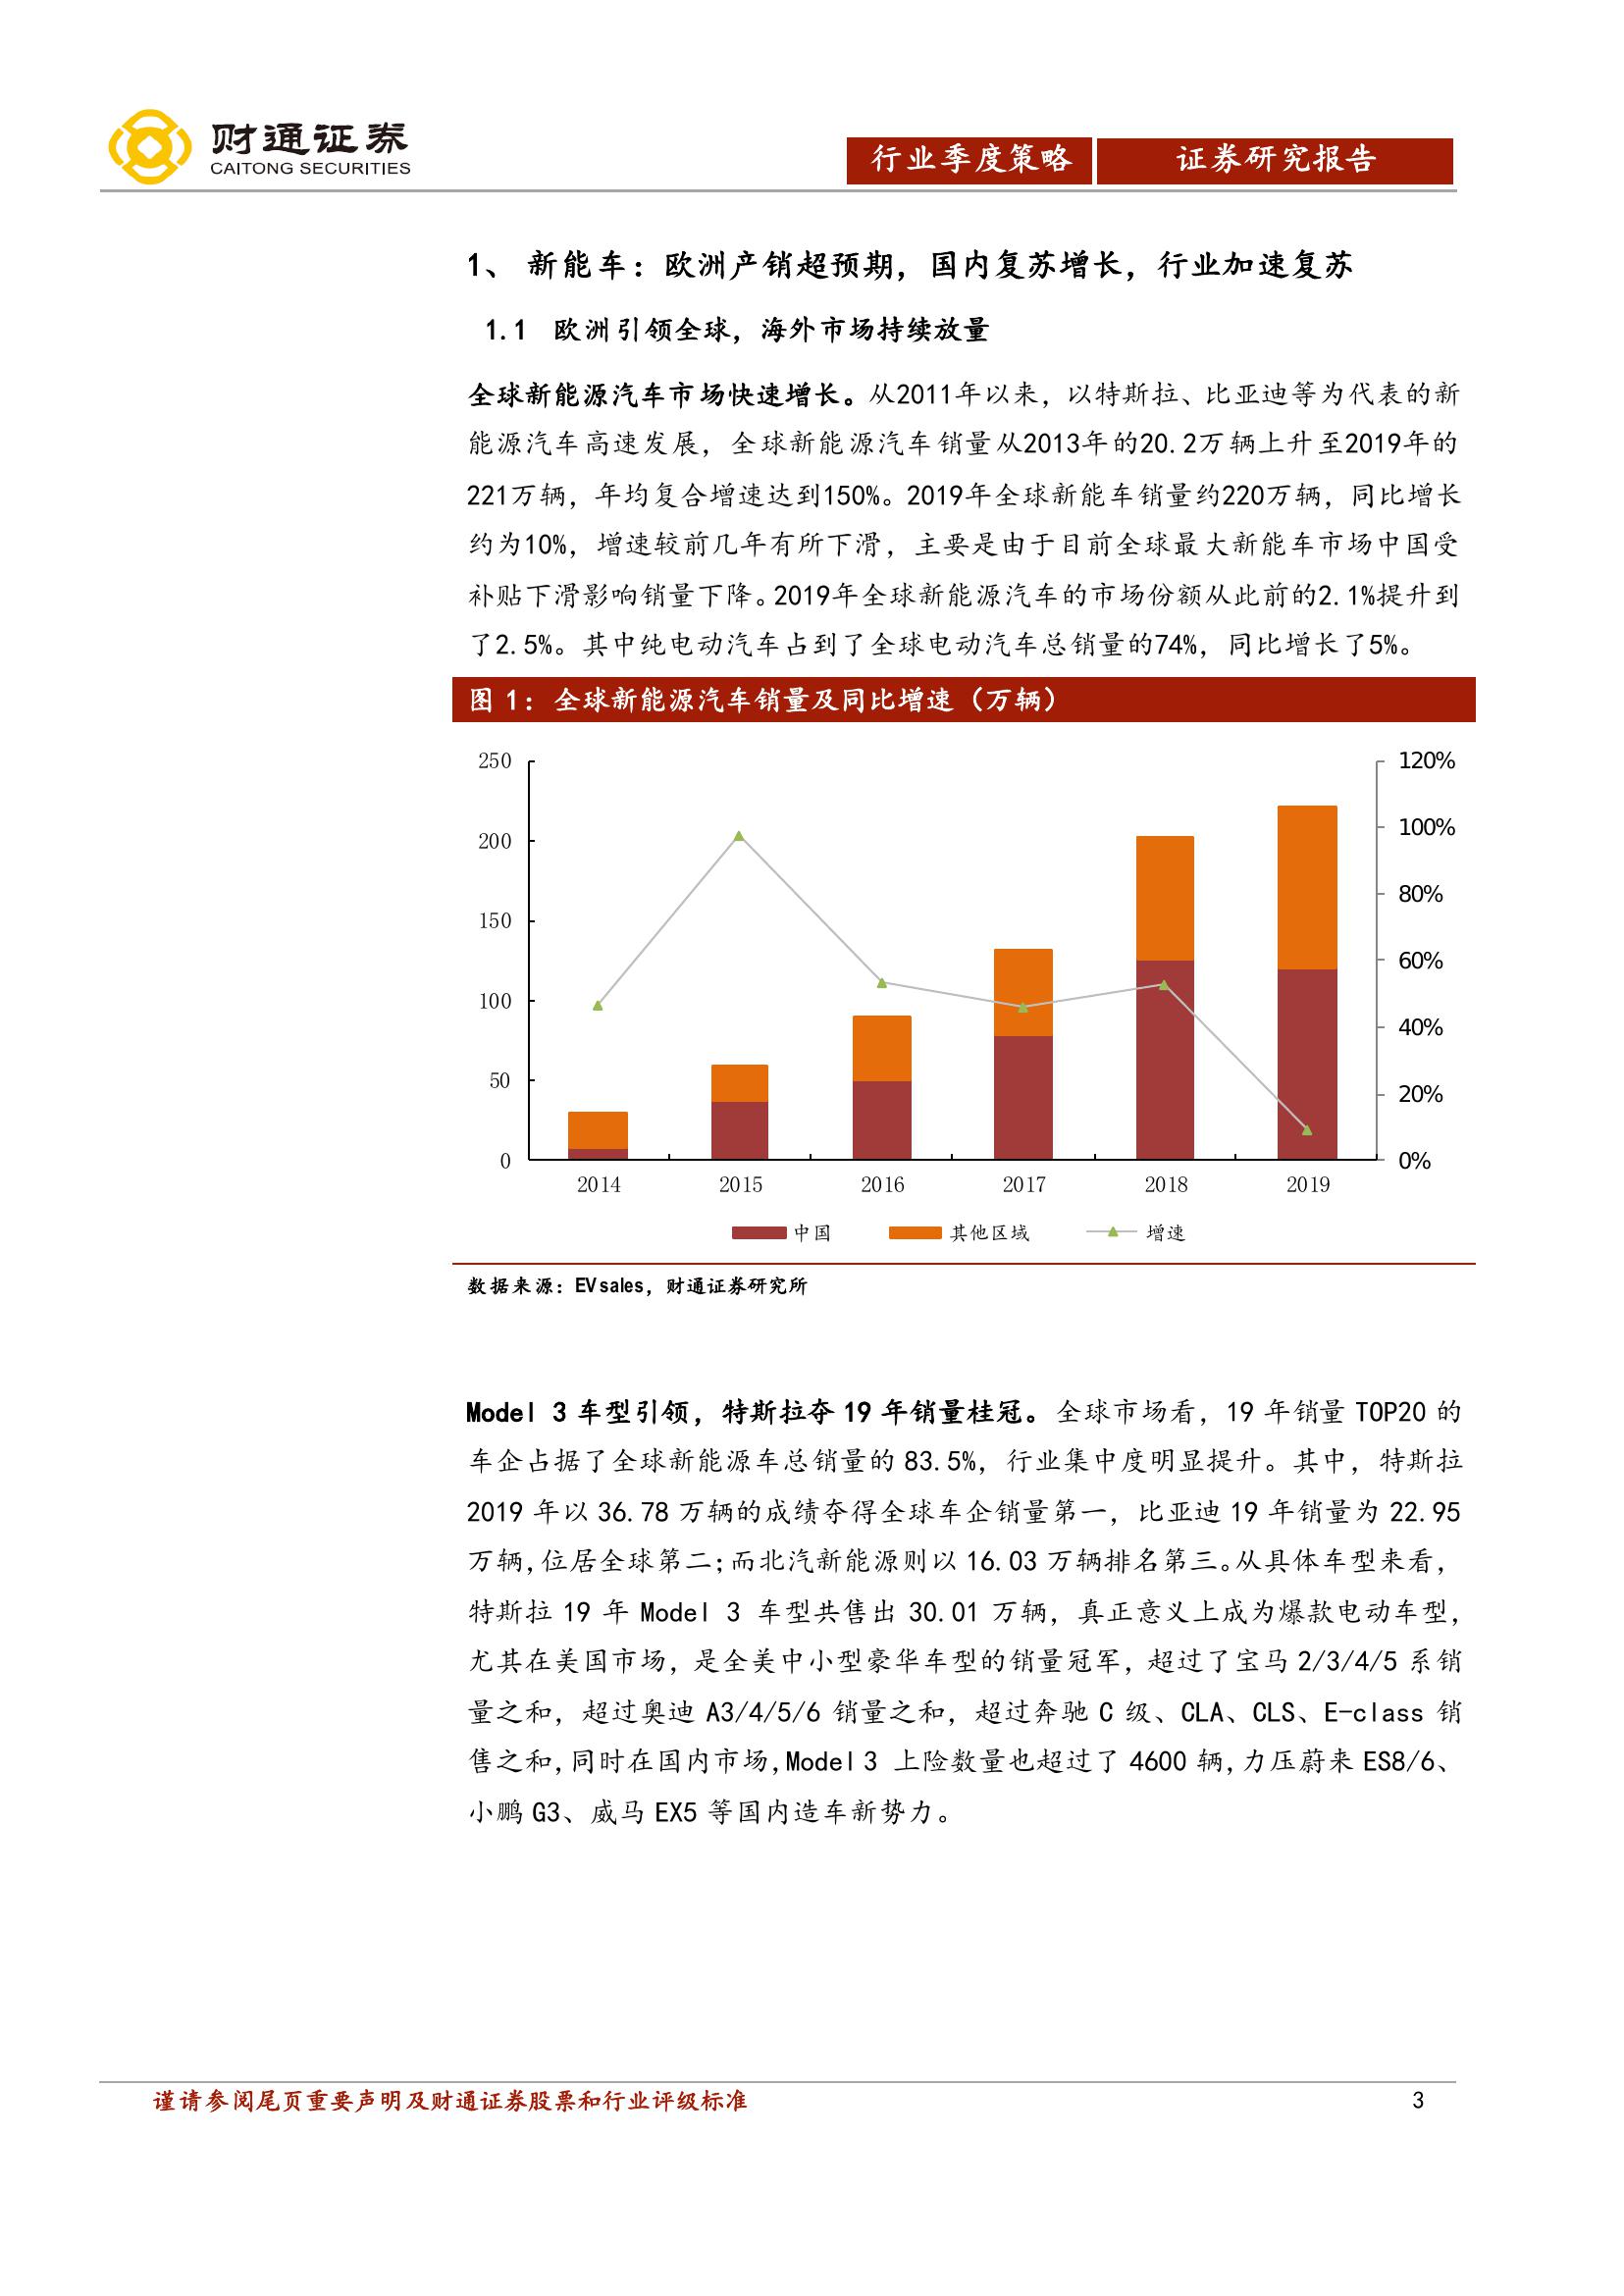 财通证券
CAITONG SECURITIES
行业季度策略 证券研究报告
1、 新能车：欧洲产销超预期，国内复苏增长，行业加速复苏
1.1 欧洲引领全球，海外市场持续放量
全球新能源汽车市场快速增长。从2011年以来，以特斯拉、比亚迪等为代表的新
能源汽车高速发展，全球新能源汽车销量从2013年的20.2万辆上升至2019年的
221万辆，年均复合增速达到150%。2019年全球新能车销量约220万辆，同比增长
约为10%，增速较前几年有所下滑，主要是由于目前全球最大新能车市场中国受
补贴下滑影响销量下降。2019年全球新能源汽车的市场份额从此前的2.1%提升到
了2.5%。其中纯电动汽车占到了全球电动汽车总销量的74%，同比增长了5%。
图 1：全球新能源汽车销量及同比增速（万辆）
250 120%
200 100%
150 80%
100 60%
50 40%
0 20%
0%
2014 2015 2016 2017 2018 2019
中国 其他区域 增速
数据来源：EVsales，财通证券研究所
Model 3 车型引领，特斯拉夺 19 年销量桂冠。全球市场看，19 年销量 TOP20 的
车企占据了全球新能源车总销量的 83.5%，行业集中度明显提升。其中，特斯拉
2019 年以 36.78 万辆的成绩夺得全球车企销量第一，比亚迪 19 年销量为 22.95
万辆，位居全球第二；而北汽新能源则以 16.03 万辆排名第三。从具体车型来看，
特斯拉 19 年 Model 3 车型共售出 30.01 万辆，真正意义上成为爆款电动车型，
尤其在美国市场，是全美中小型豪华车型的销量冠军，超过了宝马 2/3/4/5 系销
量之和，超过奥迪 A3/4/5/6 销量之和，超过奔驰 C 级、CLA、CLS、E-class 销
售之和，同时在国内市场，Model3 上险数量也超过了 4600 辆，力压蔚来 ES8/6、
小鹏 G3、威马 EX5 等国内造车新势力。
谨请参阅尾页重要声明及财通证券股票和行业评级标准 3